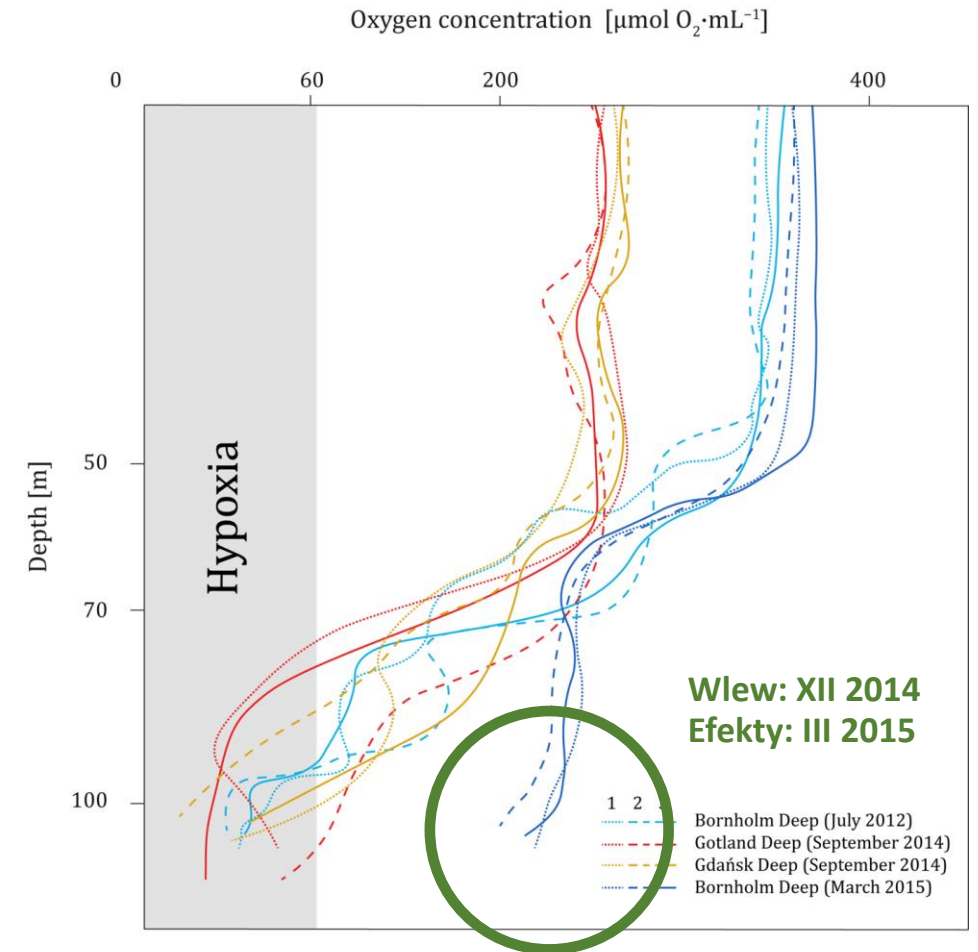 Oxygen concentration [μmol O₂·mL⁻¹]
0 60 200 400
Depth [m]
50
70
100
Hypoxia
Wlew: XII 2014
Efekty: III 2015
1 2
Bornholm Deep (July 2012)
Gotland Deep (September 2014)
Gdańsk Deep (September 2014)
Bornholm Deep (March 2015)